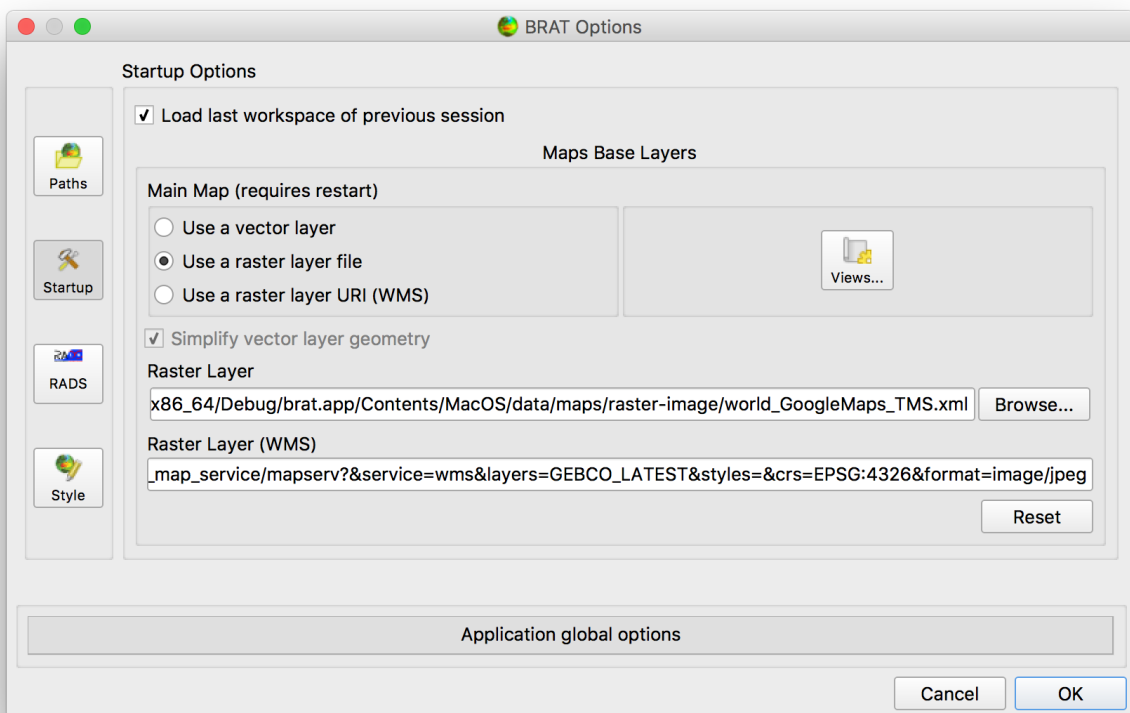 BRAT Options
Startup Options
Load last workspace of previous session
Maps Base Layers
Paths
Main Map (requires restart)
Use a vector layer
Use a raster layer file
Views...
Startup
Use a raster layer URI (WMS)
Simplify vector layer geometry
Raster Layer
RADS
x86_64/Debug/brat.app/Contents/MacOS/data/maps/raster-image/world_GoogleMaps_TMS.xml
Browse...
Raster Layer (WMS)
_map_service/mapserv?&service=wms&layers=GEBCO_LATEST&styles=&crs=EPSG:4326&format=image/jpeg
Style
Reset
Application global options
Cancel
OK